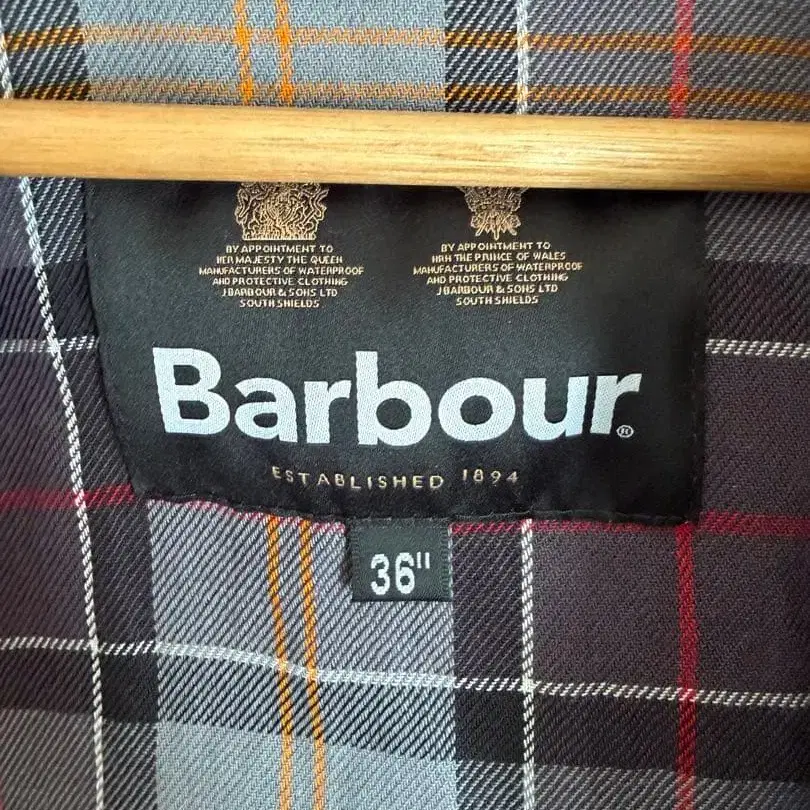 BY APPOINTMENT TO
HER MAJESTY THE QUEEN
MANUFACTURERS OF WATERPROOF
AND PROTECTIVE CLOTHING
J BARBOUR & SONS LTD
SOUTH SHIELDS
BY APPOINTMENT TO
HRH THE PRINCE OF WALES
MANUFACTURERS OF WATERPROOF
AND PROTECTIVE CLOTHING
J BARBOUR & SONS LTD
SOUTH SHIELDS
Barbour®
ESTABLISHED 1894
36"